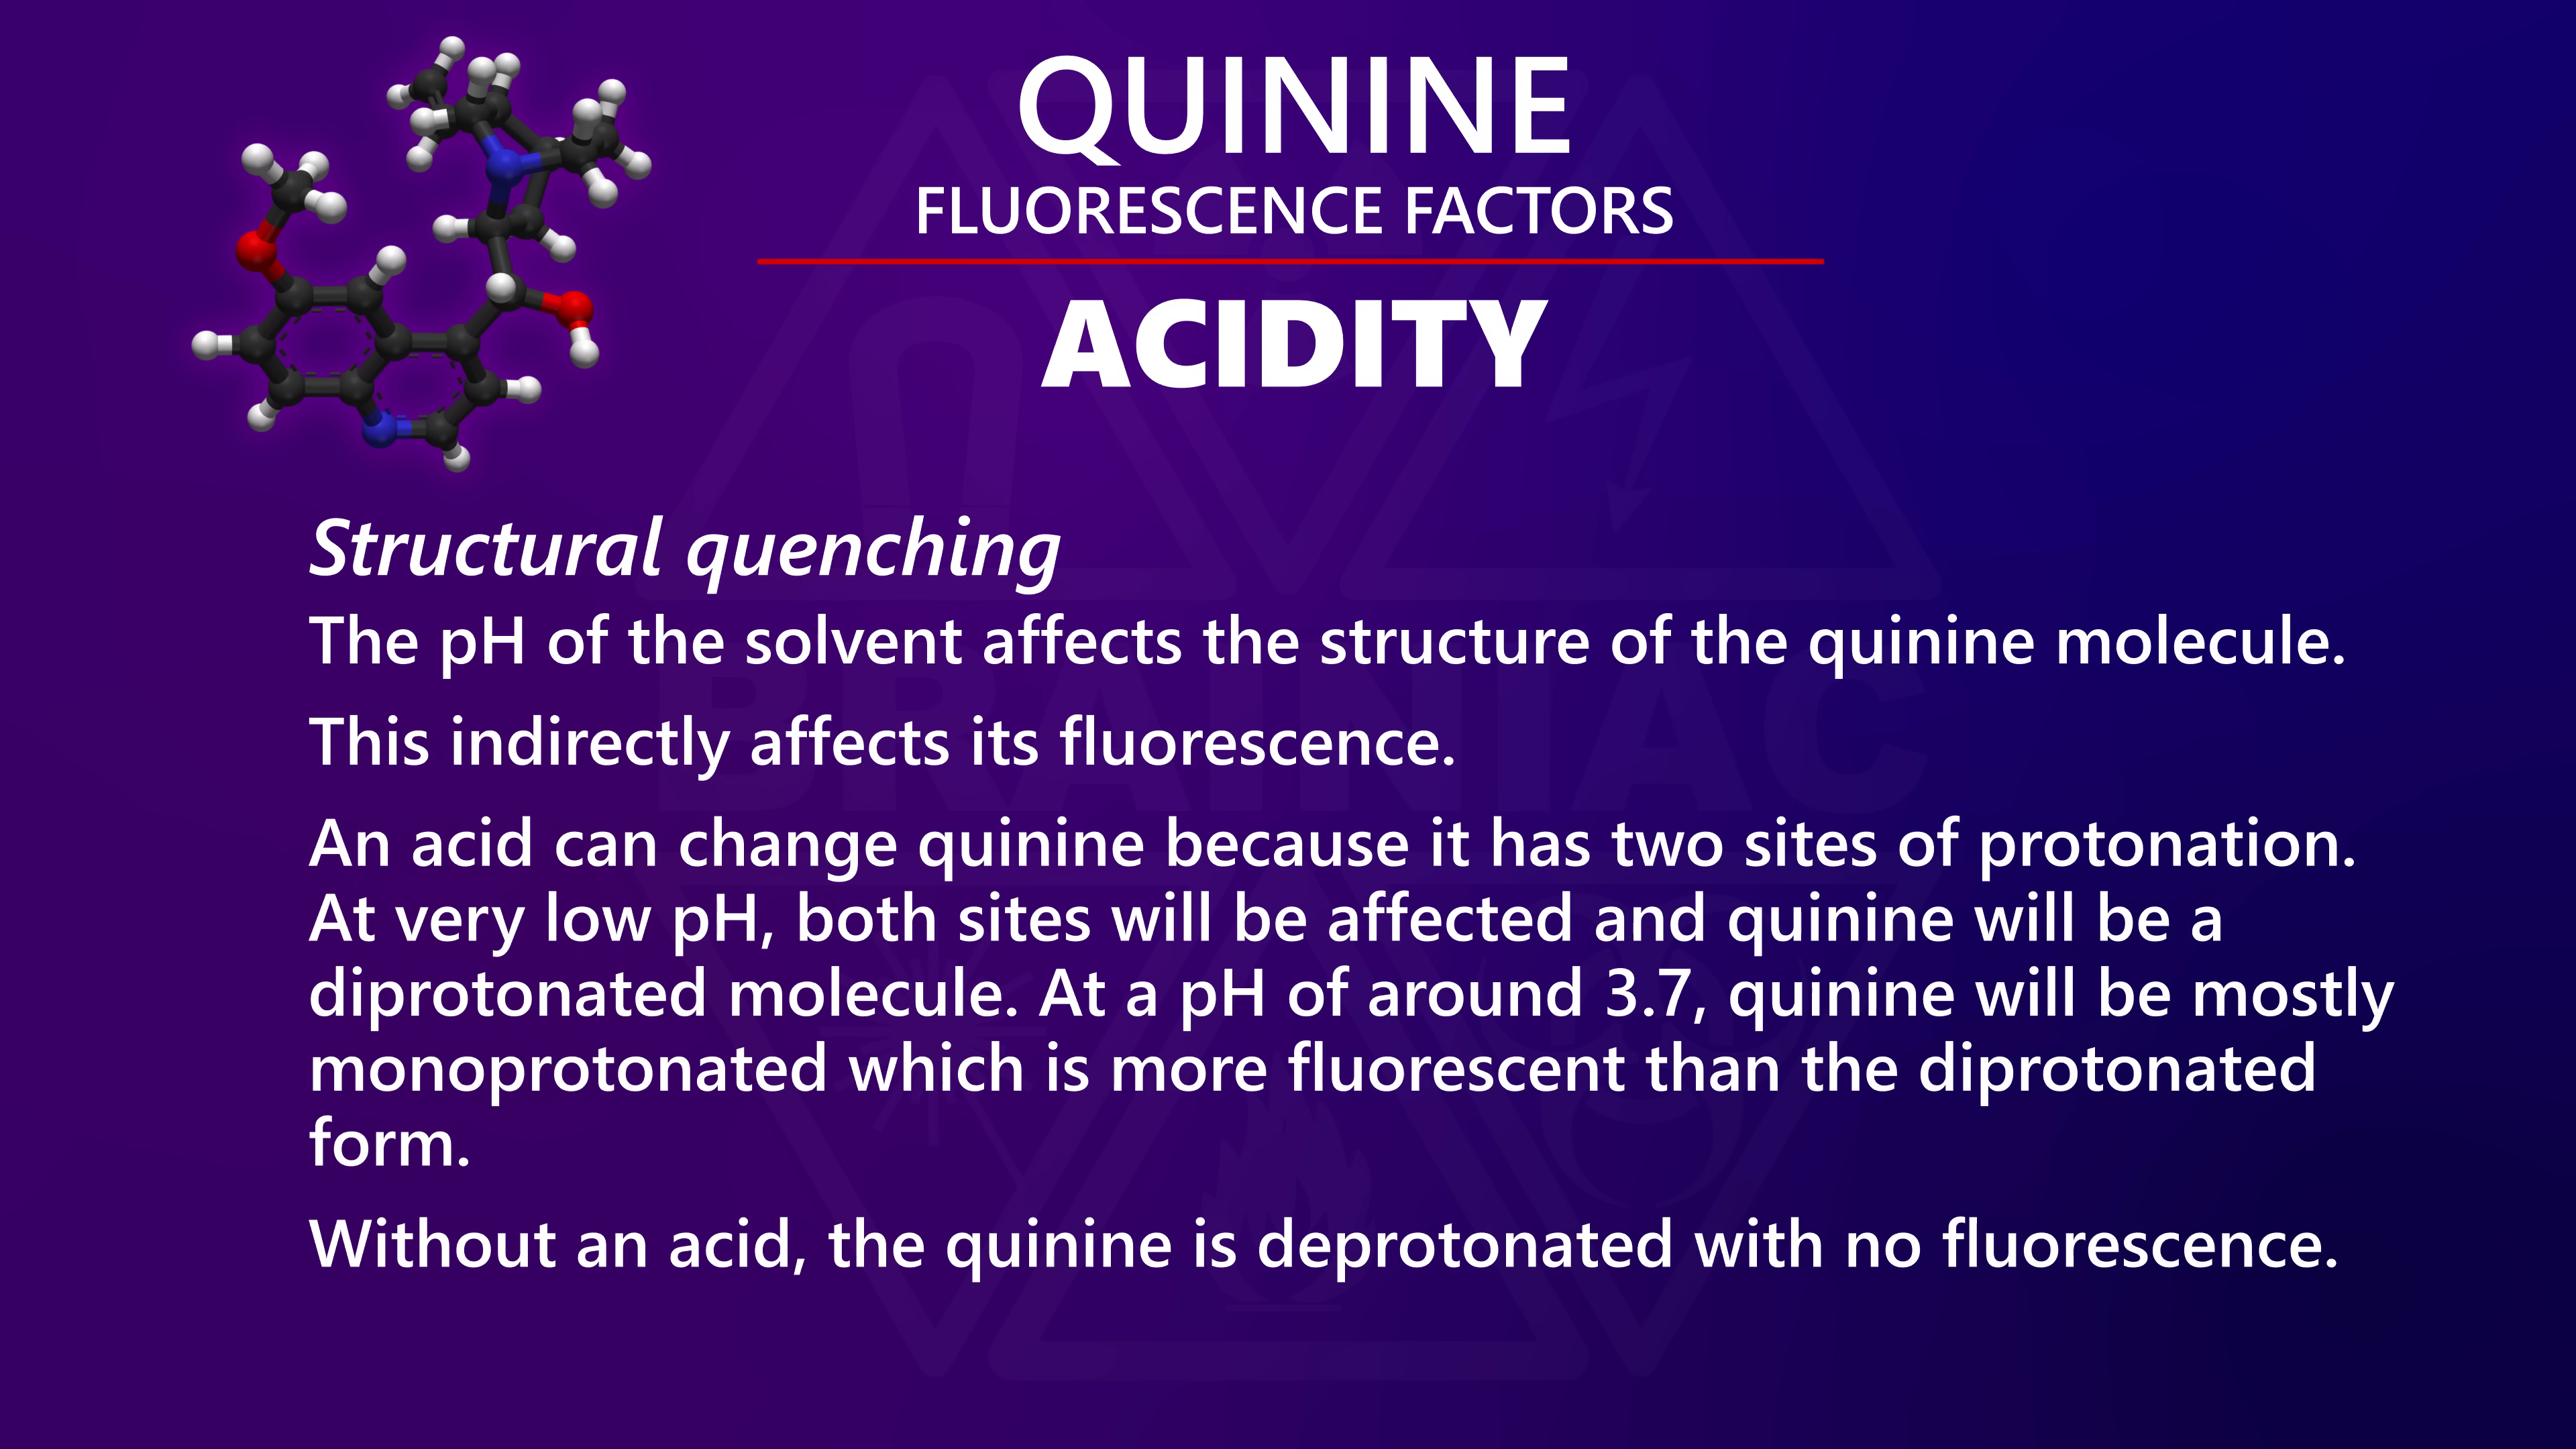 QUININE
FLUORESCENCE FACTORS
ACIDITY
Structural quenching
The pH of the solvent affects the structure of the quinine molecule.
This indirectly affects its fluorescence.
BRAINIAC
An acid can change quinine because it has two sites of protonation.
At very low pH, both sites will be affected and quinine will be a
diprotonated molecule. At a pH of around 3.7, quinine will be mostly
monoprotonated which is more fluorescent than the diprotonated
form.
Without an acid, the quinine is deprotonated with no fluorescence.